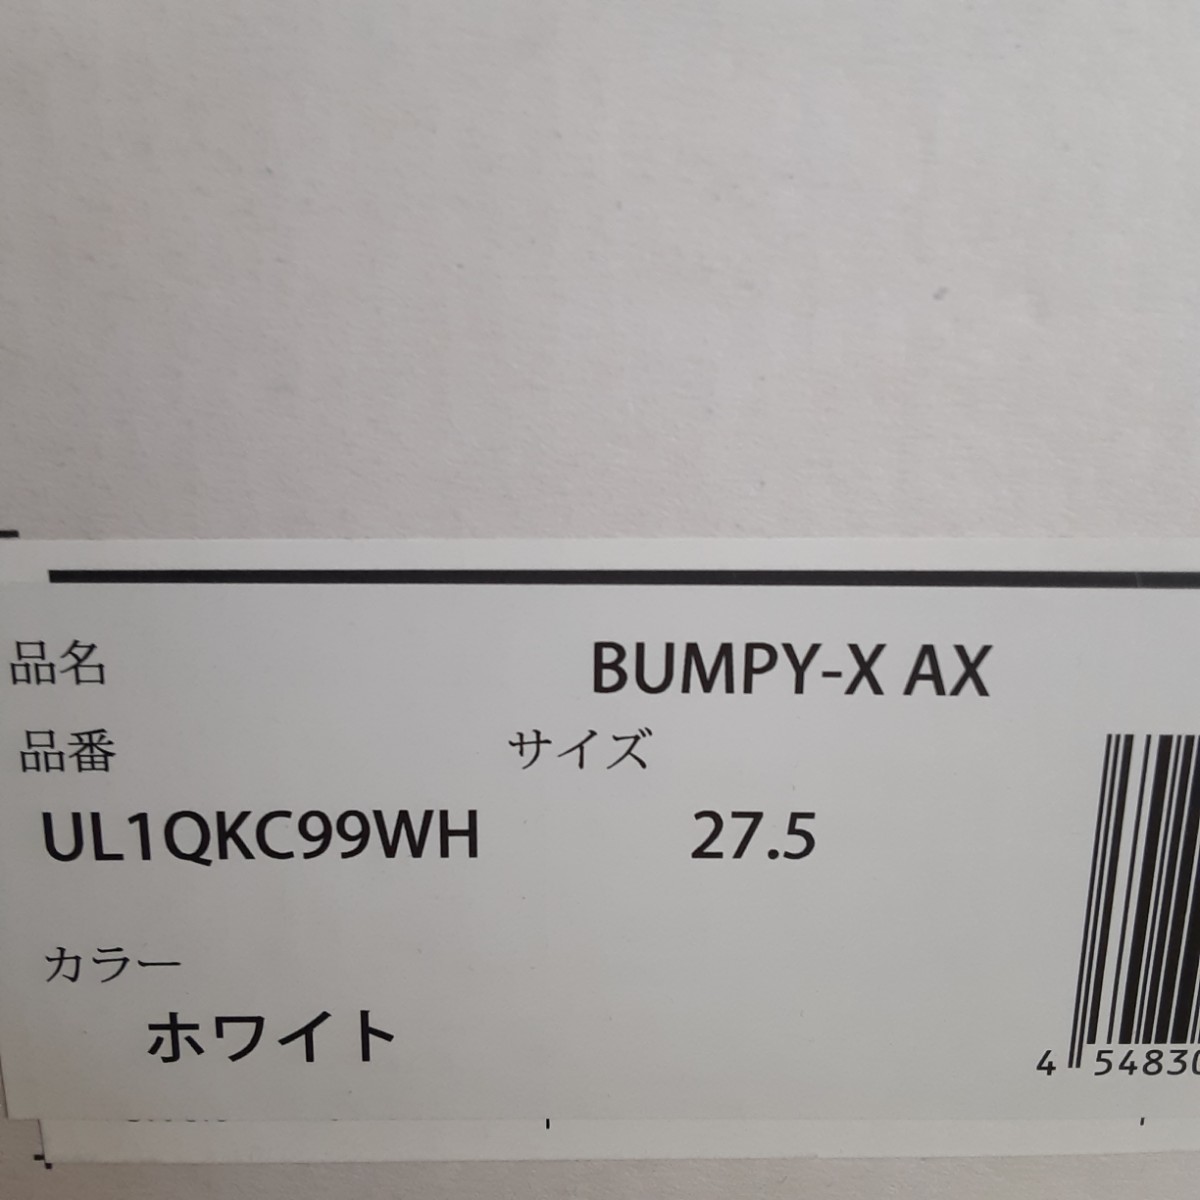 品名 BUMPY-X AX
品番 サイズ
UL1QKC99WH 27.5
カラー
ホワイト
4 54830